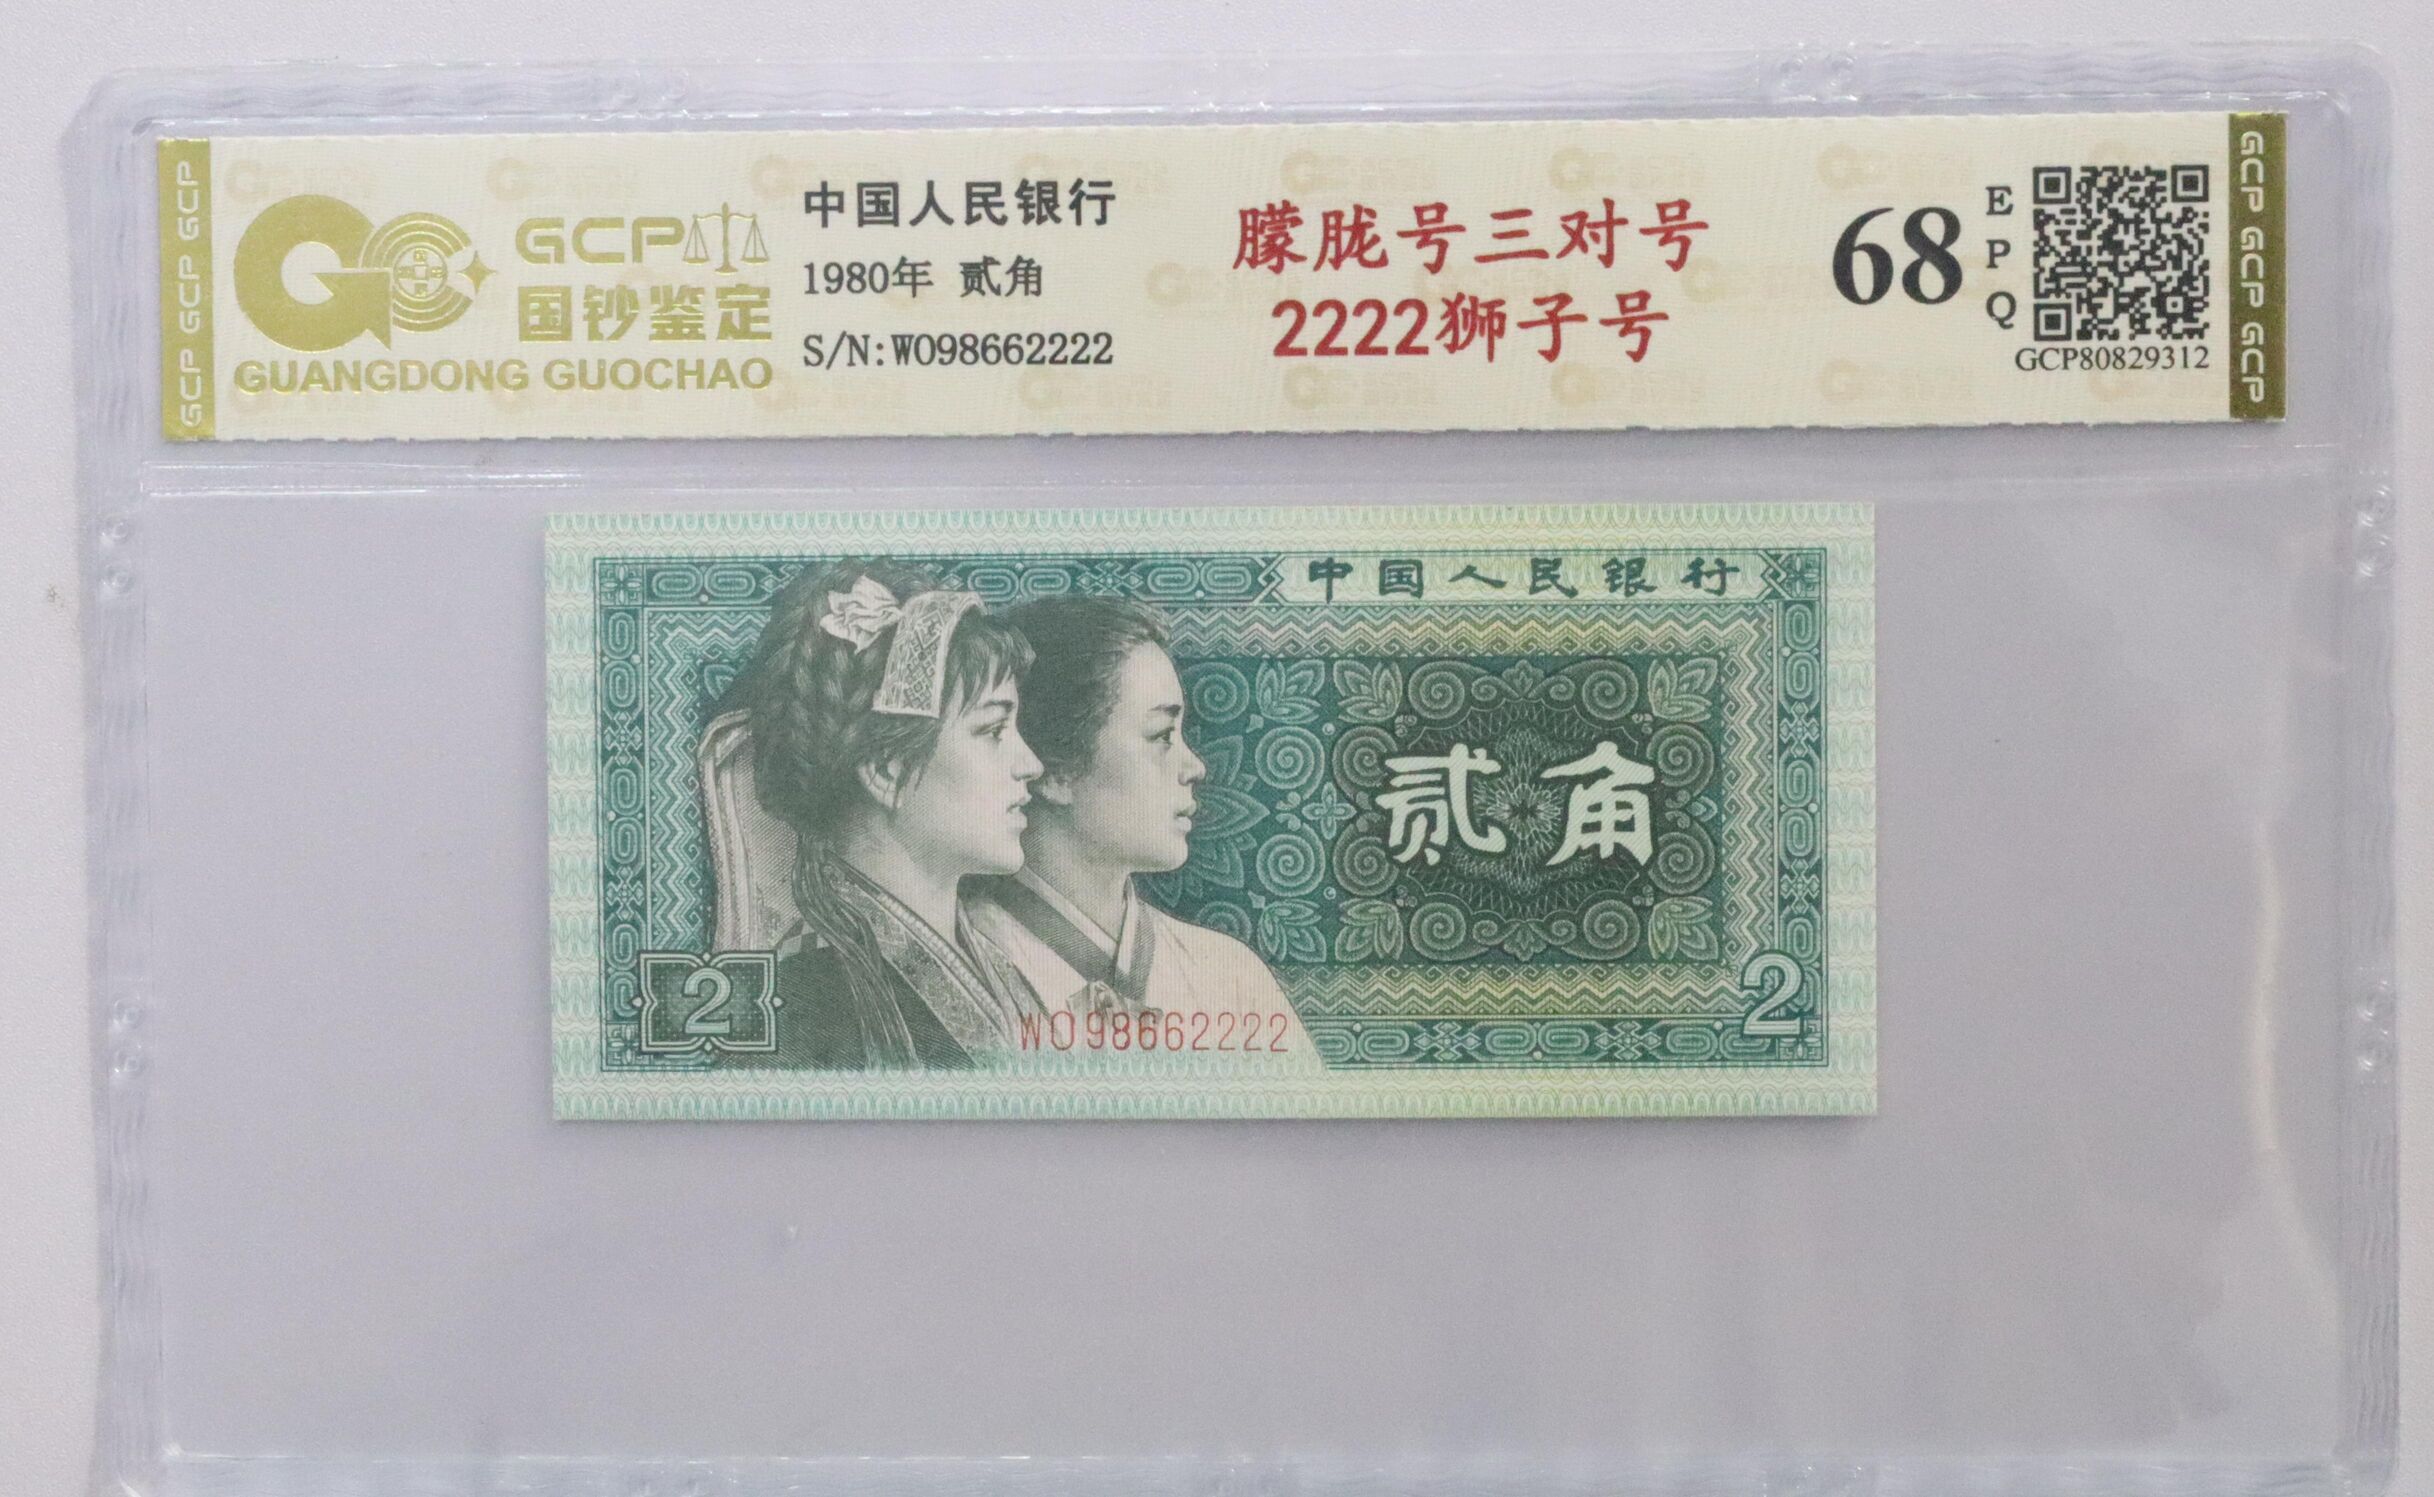 GCP GCP GCP
GCP
国钞鉴定
GUANGDONG GUOCHAO
中国人民银行
1980年 贰角
S/N:WO98662222
朦胧号三对号
2222狮子号
68
E
P
Q
GCP80829312
GCP GCP GCP
中国人民银行
贰角
2
WO98662222
2